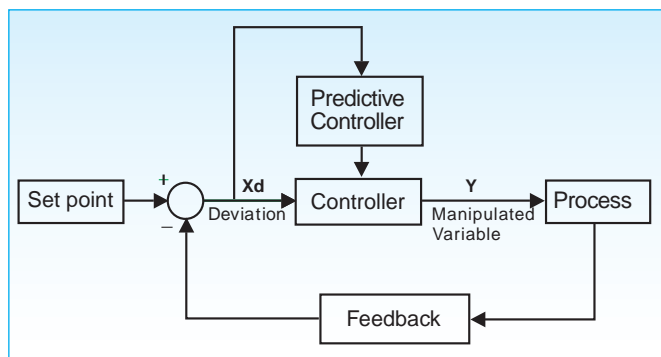 Predictive
Controller
+
Xd
Y
Set point
Deviation
Controller
Manipulated
Variable
Process
−
Feedback